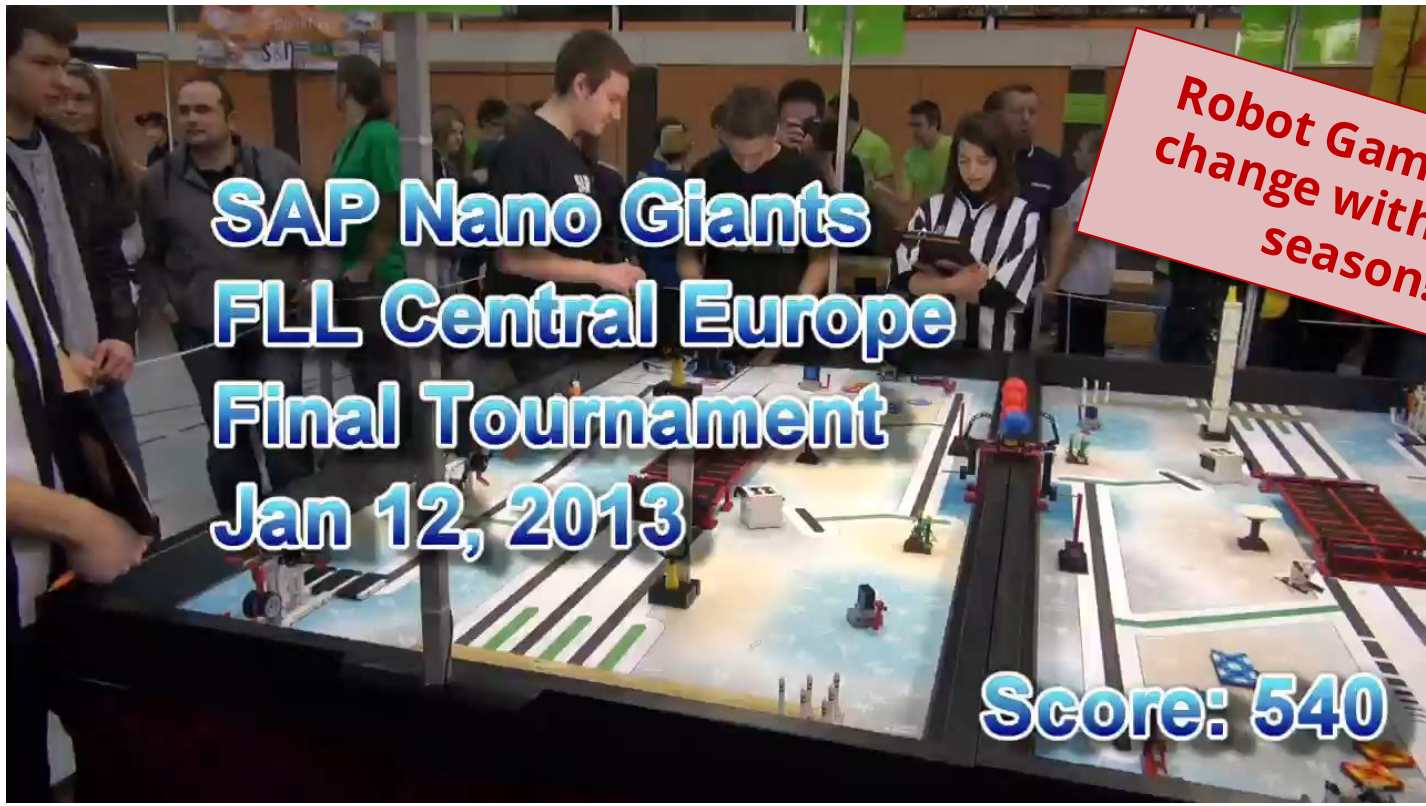 SAP Nano Giants
FLL Central Europe
Final Tournament
Jan 12, 2013
Robot Gam
change with
season
Score: 540